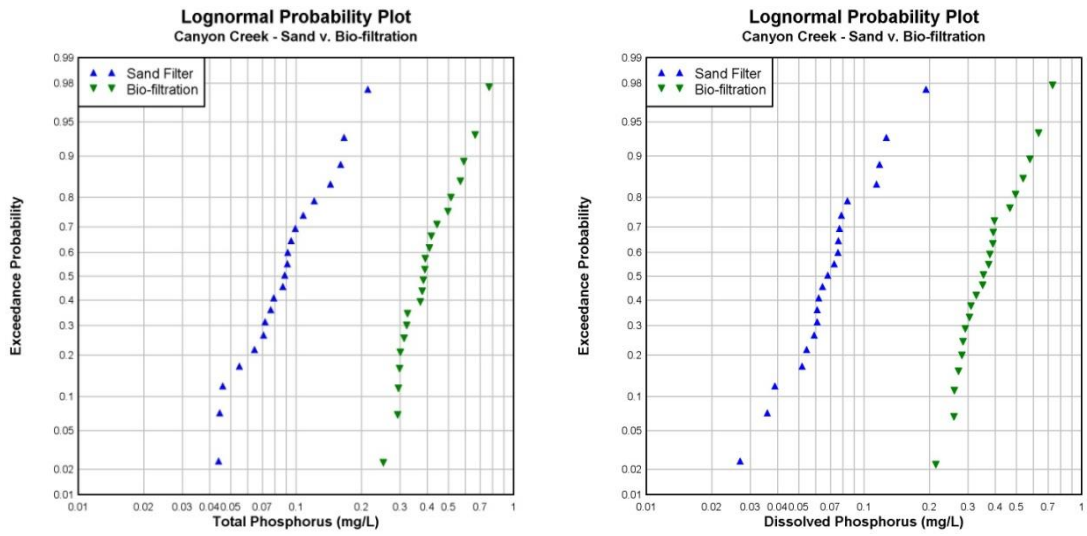 Lognormal Probability Plot
Canyon Creek - Sand v. Bio-filtration
Sand Filter
Bio-filtration
Exceedance Probability
0.99
0.98
0.95
0.9
0.8
0.7
0.6
0.5
0.4
0.3
0.2
0.1
0.05
0.02
0.01
0.01 0.02 0.03 0.04 0.05 0.07 0.1 0.2 0.3 0.4 0.5 0.7 1
Total Phosphorus (mg/L)
Lognormal Probability Plot
Canyon Creek - Sand v. Bio-filtration
Sand Filter
Bio-filtration
Exceedance Probability
0.99
0.98
0.95
0.9
0.8
0.7
0.6
0.5
0.4
0.3
0.2
0.1
0.05
0.02
0.01
0.01 0.02 0.03 0.04 0.05 0.07 0.1 0.2 0.3 0.4 0.5 0.7 1
Dissolved Phosphorus (mg/L)